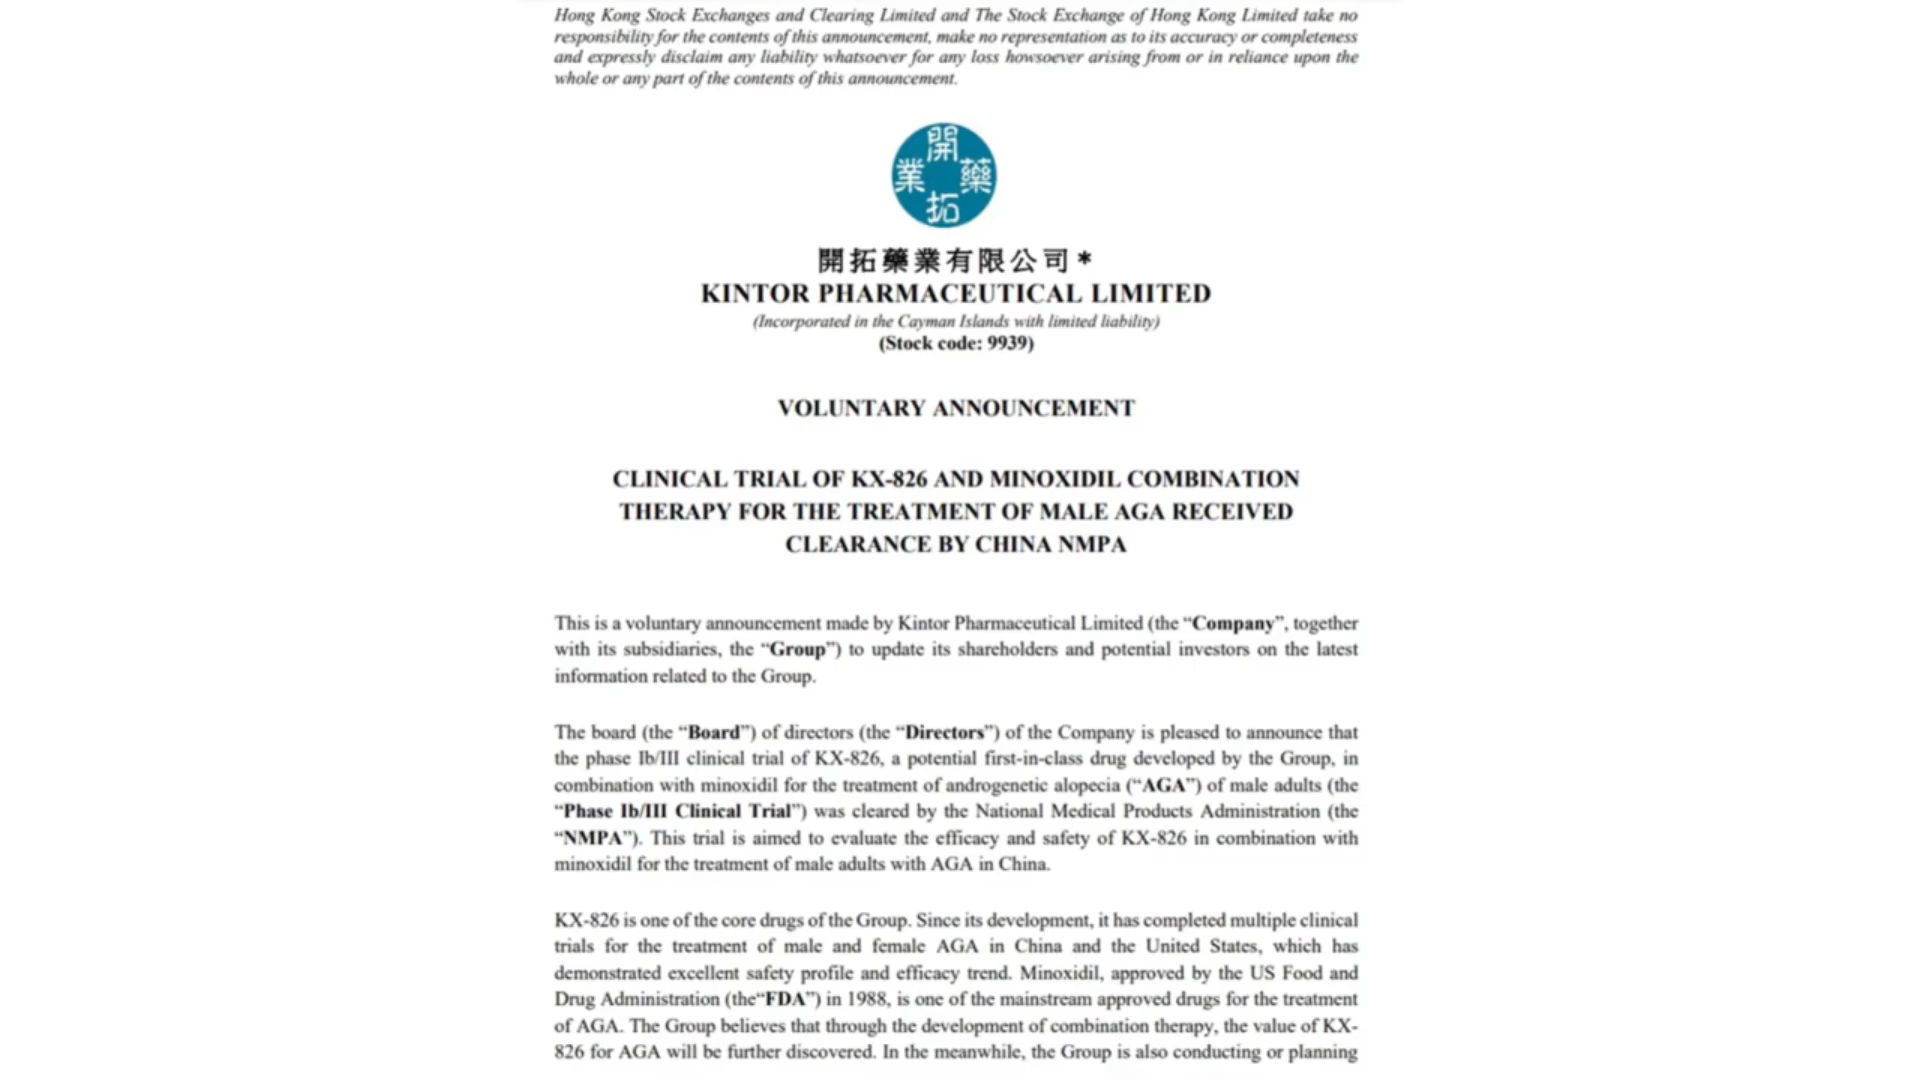 Hong Kong Stock Exchanges and Clearing Limited and The Stock Exchange of Hong Kong Limited take no
responsibility for the contents of this announcement, make no representation as to its accuracy or completeness
and expressly disclaim any liability whatsoever for any loss howsoever arising from or in reliance upon the
whole or any part of the contents of this announcement.
開
業 藥
拓
開拓藥業有限公司*
KINTOR PHARMACEUTICAL LIMITED
(Incorporated in the Cayman Islands with limited liability)
(Stock code: 9939)
VOLUNTARY ANNOUNCEMENT
CLINICAL TRIAL OF KX-826 AND MINOXIDIL COMBINATION
THERAPY FOR THE TREATMENT OF MALE AGA RECEIVED
CLEARANCE BY CHINA NMPA
This is a voluntary announcement made by Kintor Pharmaceutical Limited (the “Company”, together
with its subsidiaries, the “Group”) to update its shareholders and potential investors on the latest
information related to the Group.
The board (the “Board”) of directors (the “Directors”) of the Company is pleased to announce that
the phase Ib/III clinical trial of KX-826, a potential first-in-class drug developed by the Group, in
combination with minoxidil for the treatment of androgenetic alopecia (“AGA”) of male adults (the
“Phase Ib/III Clinical Trial”) was cleared by the National Medical Products Administration (the
“NMPA”). This trial is aimed to evaluate the efficacy and safety of KX-826 in combination with
minoxidil for the treatment of male adults with AGA in China.
KX-826 is one of the core drugs of the Group. Since its development, it has completed multiple clinical
trials for the treatment of male and female AGA in China and the United States, which has
demonstrated excellent safety profile and efficacy trend. Minoxidil, approved by the US Food and
Drug Administration (the“FDA”) in 1988, is one of the mainstream approved drugs for the treatment
of AGA. The Group believes that through the development of combination therapy, the value of KX-
826 for AGA will be further discovered. In the meanwhile, the Group is also conducting or planning